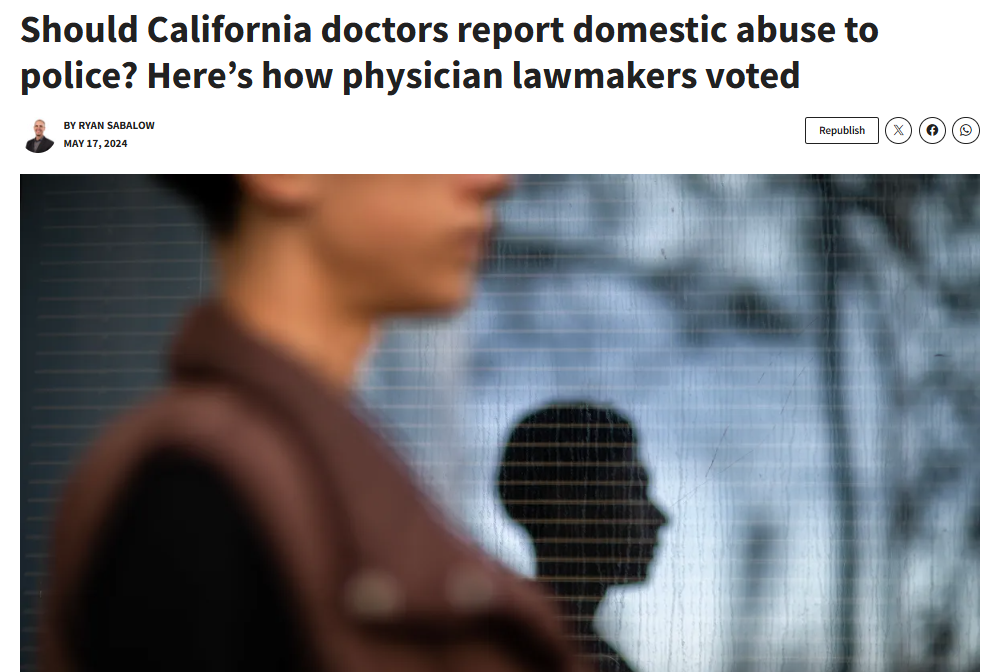 Should California doctors report domestic abuse to
police? Here’s how physician lawmakers voted
BY RYAN SABALOW
MAY 17, 2024
Republish